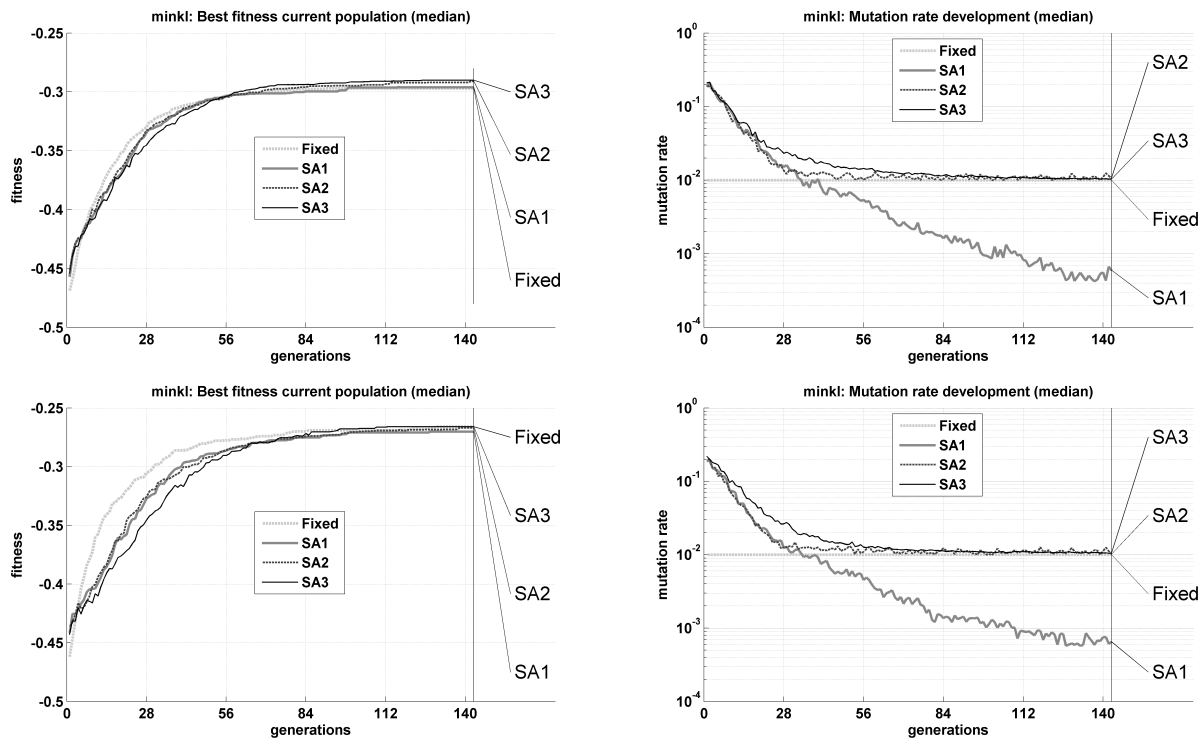 minkl: Best fitness current population (median)
-0.25
-0.3
-0.35
-0.4
-0.45
-0.5
fitness
0 28 56 84 112 140
generations
Fixed
SA1
SA2
SA3
SA3
SA2
SA1
Fixed
minkl: Mutation rate development (median)
10^0
10^-1
10^-2
10^-3
10^-4
mutation rate
0 28 56 84 112 140
generations
Fixed
SA1
SA2
SA3
SA2
SA3
Fixed
SA1
minkl: Best fitness current population (median)
-0.25
-0.3
-0.35
-0.4
-0.45
-0.5
fitness
0 28 56 84 112 140
generations
Fixed
SA1
SA2
SA3
Fixed
SA3
SA2
SA1
minkl: Mutation rate development (median)
10^0
10^-1
10^-2
10^-3
10^-4
mutation rate
0 28 56 84 112 140
generations
Fixed
SA1
SA2
SA3
SA3
SA2
Fixed
SA1